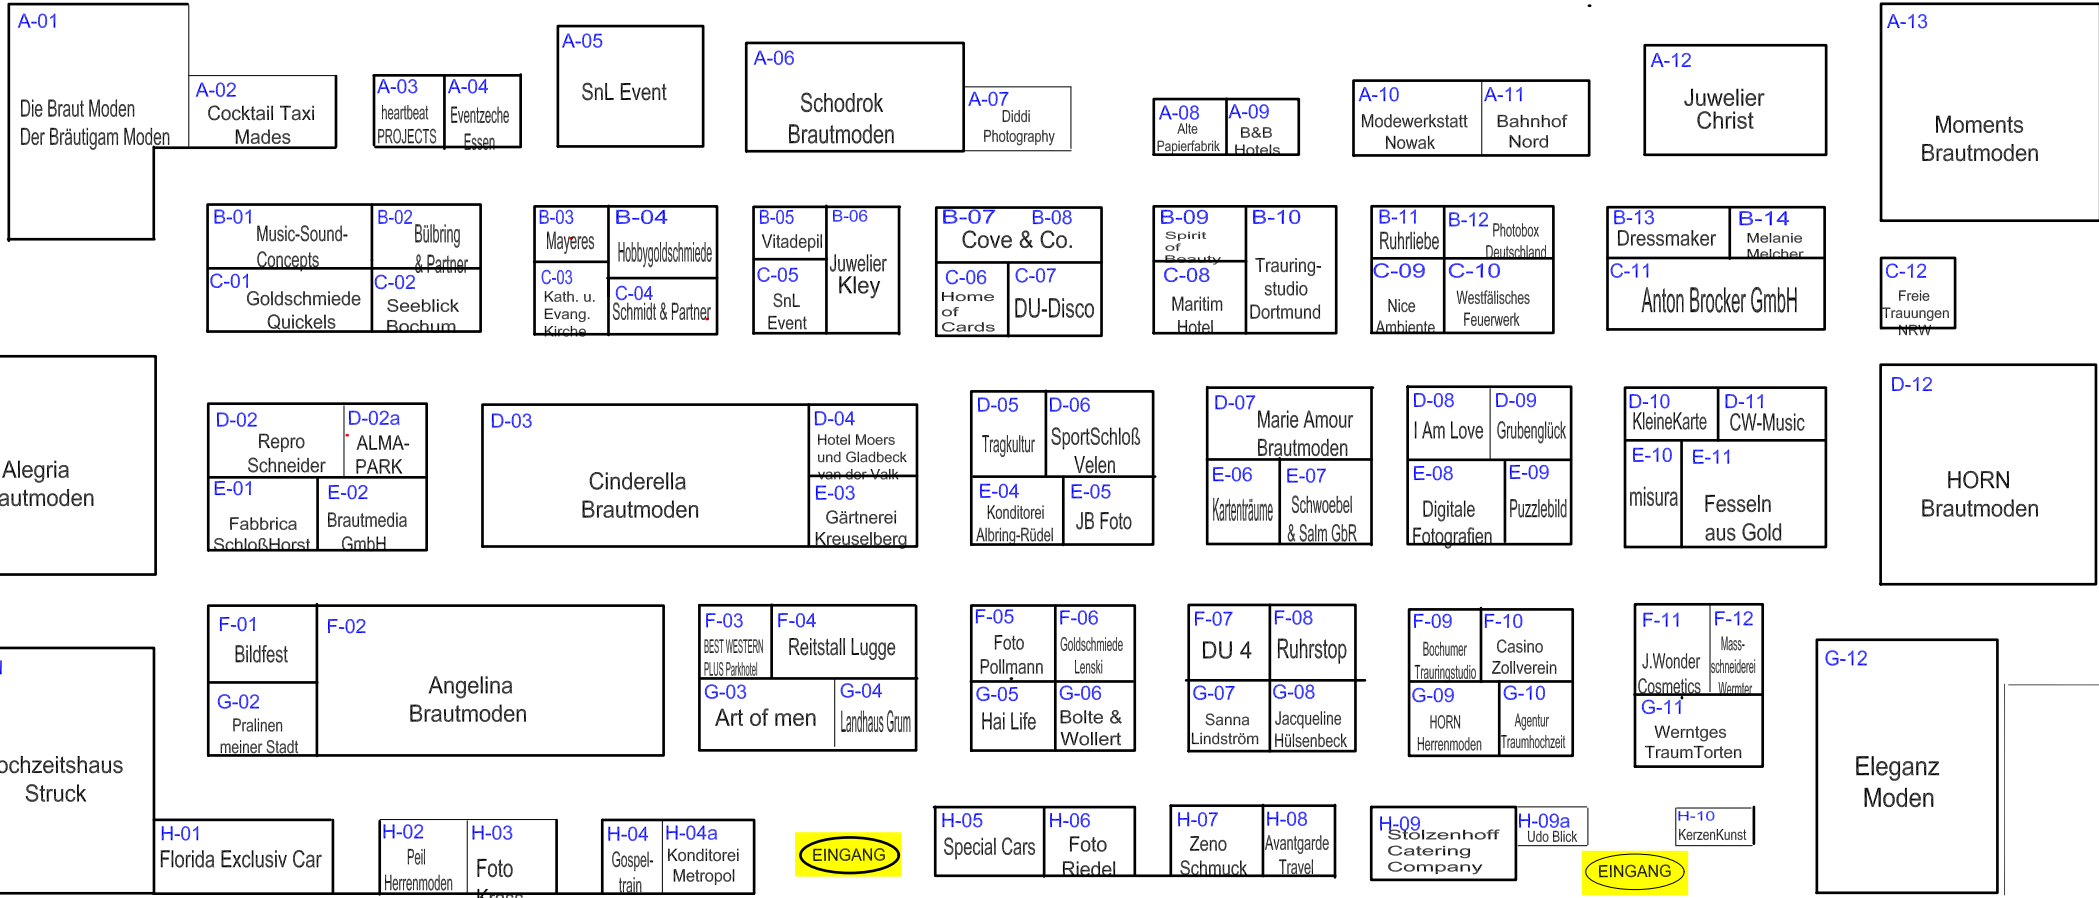 A-01
Die Braut Moden
Der Bräutigam Moden
A-02
Cocktail Taxi
Mades
A-03
heartbeat
PROJECTS
A-04
Eventzeche
Essen
A-05
SnL Event
A-06
Schodrok
Brautmoden
A-07
Diddi
Photography
A-08
Alte
Papierfabrik
A-09
B&B
Hotels
A-10
Modewerkstatt
Nowak
A-11
Bahnhof
Nord
A-12
Juwelier
Christ
A-13
Moments
Brautmoden
B-01
Music-Sound-
Concepts
B-02
Bülbring
& Partner
C-01
Goldschmiede
Quickels
C-02
Seeblick
Bochum
B-03
Mayeres
B-04
Hobbygoldschmiede
C-03
Kath. u.
Evang.
Kirche
C-04
Schmidt & Partner
B-05
Vitadepil
B-06
Juwelier
Kley
C-05
SnL
Event
B-07 B-08
Cove & Co.
C-06
Home
of
Cards
C-07
DU-Disco
B-09
Spirit
of
Beauty
B-10
Trauring-
studio
Dortmund
C-08
Maritim
Hotel
B-11
Ruhrliebe
B-12
Photobox
Deutschland
C-09
Nice
Ambiente
C-10
Westfälisches
Feuerwerk
B-13
Dressmaker
B-14
Melanie
Melcher
C-11
Anton Brocker GmbH
C-12
Freie
Trauungen
NRW
Alegria
autmoden
D-02
Repro
Schneider
D-02a
ALMA-
PARK
E-01
Fabbrica
SchloßHorst
E-02
Brautmedia
GmbH
D-03
Cinderella
Brautmoden
D-04
Hotel Moers
und Gladbeck
van der Valk
E-03
Gärtnerei
Kreuselberg
D-05
Tragkultur
D-06
SportSchloß
Velen
E-04
Konditorei
Albring-Rüdel
E-05
JB Foto
D-07
Marie Amour
Brautmoden
E-06
Kartenträume
E-07
Schwoebel
& Salm GbR
D-08
I Am Love
D-09
Grubenglück
E-08
Digitale
Fotografien
E-09
Puzzlebild
D-10
KleineKarte
D-11
CW-Music
E-10
misura
E-11
Fesseln
aus Gold
D-12
HORN
Brautmoden
F-01
Bildfest
F-02
Angelina
Brautmoden
G-02
Pralinen
meiner Stadt
F-03
BEST WESTERN
PLUS Parkhotel
F-04
Reitstall Lugge
G-03
Art of men
G-04
Landhaus Grum
F-05
Foto
Pollmann
F-06
Goldschmiede
Lenski
G-05
Hai Life
G-06
Bolte &
Wollert
F-07
DU 4
F-08
Ruhrstop
G-07
Sanna
Lindström
G-08
Jacqueline
Hülsenbeck
F-09
Bochumer
Trauringstudio
F-10
Casino
Zollverein
G-09
HORN
Herrenmoden
G-10
Agentur
Traumhochzeit
F-11
J.Wonder
Cosmetics
F-12
Mass-
schneiderei
Wermter
G-11
Werntges
TraumTorten
G-12
Eleganz
Moden
ochzeitshaus
Struck
H-01
Florida Exclusiv Car
H-02
Peil
Herrenmoden
H-03
Foto
H-04
Gospel-
train
H-04a
Konditorei
Metropol
EINGANG
H-05
Special Cars
H-06
Foto
Riedel
H-07
Zeno
Schmuck
H-08
Avantgarde
Travel
H-09
Stolzenhoff
Catering
Company
H-09a
Udo Blick
H-10
KerzenKunst
EINGANG